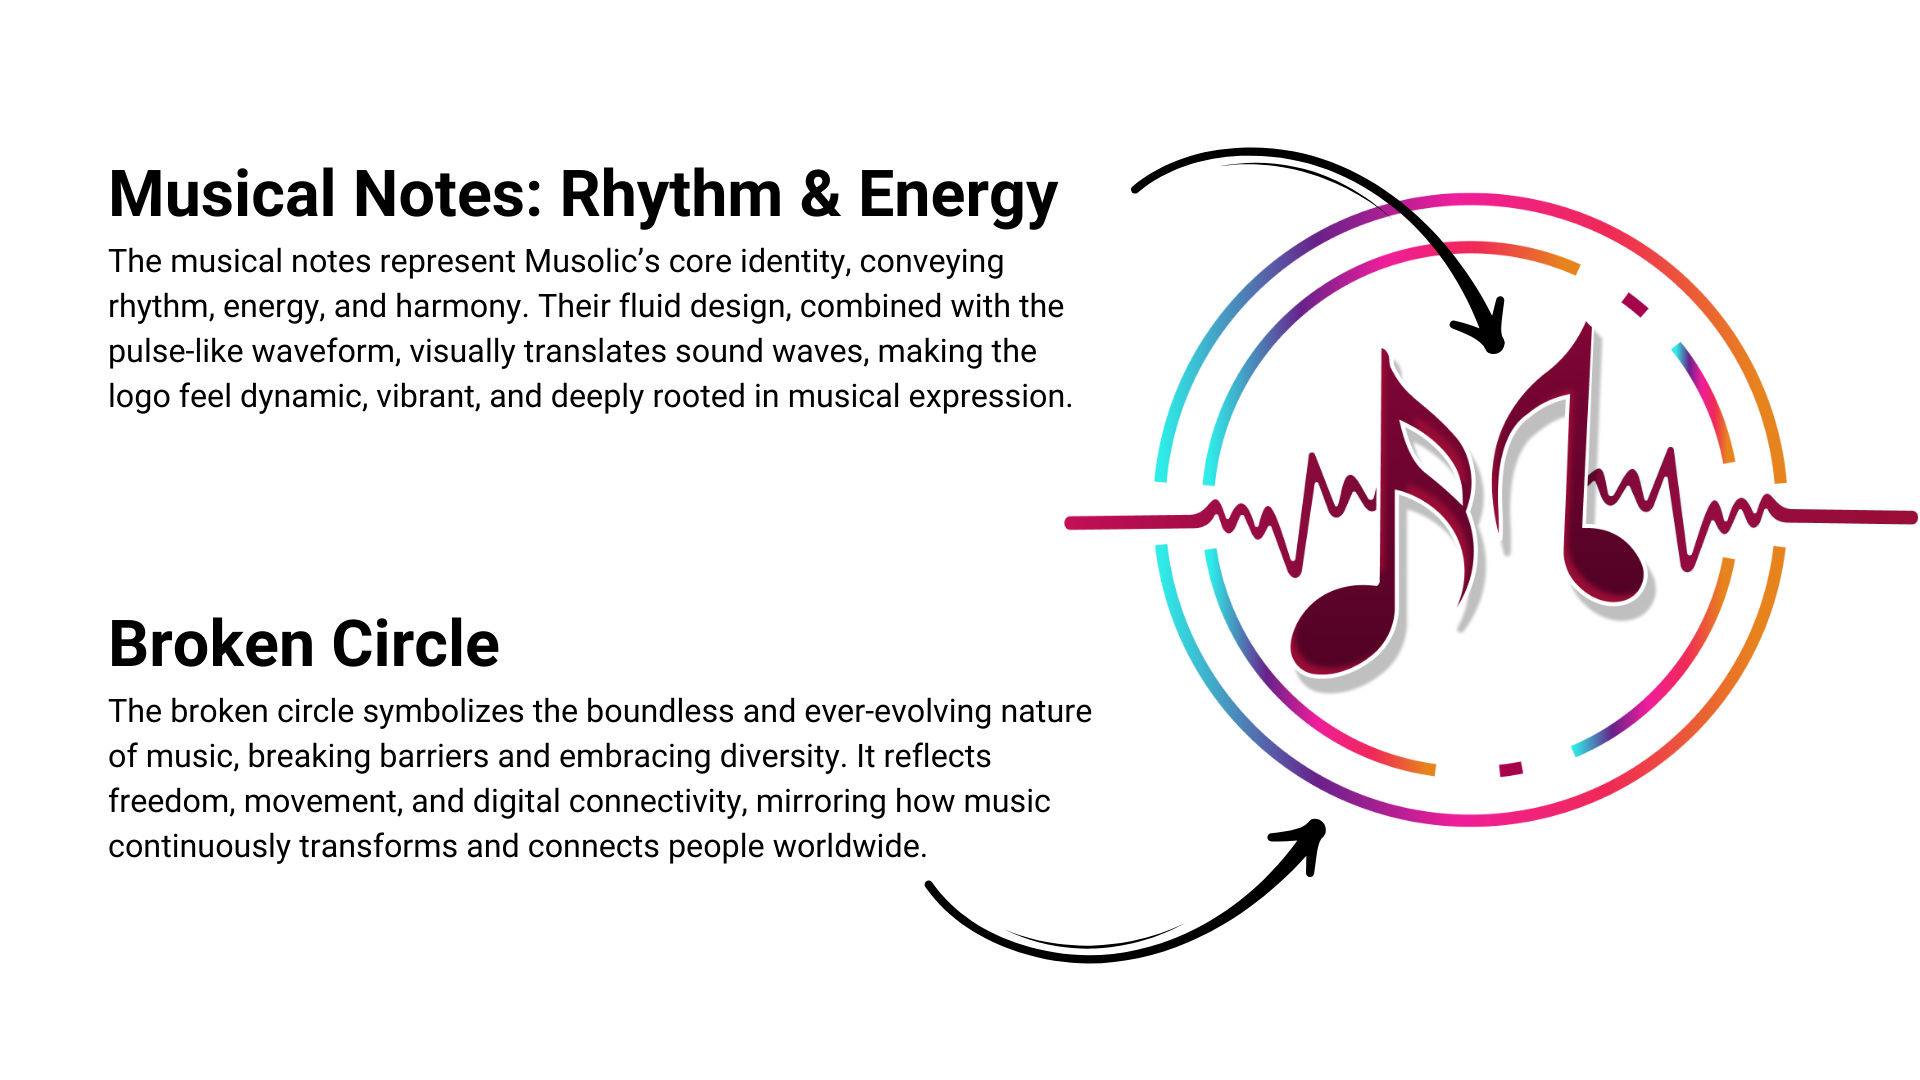 Musical Notes: Rhythm & Energy
The musical notes represent Musolic’s core identity, conveying
rhythm, energy, and harmony. Their fluid design, combined with the
pulse-like waveform, visually translates sound waves, making the
logo feel dynamic, vibrant, and deeply rooted in musical expression.
Broken Circle
The broken circle symbolizes the boundless and ever-evolving nature
of music, breaking barriers and embracing diversity. It reflects
freedom, movement, and digital connectivity, mirroring how music
continuously transforms and connects people worldwide.